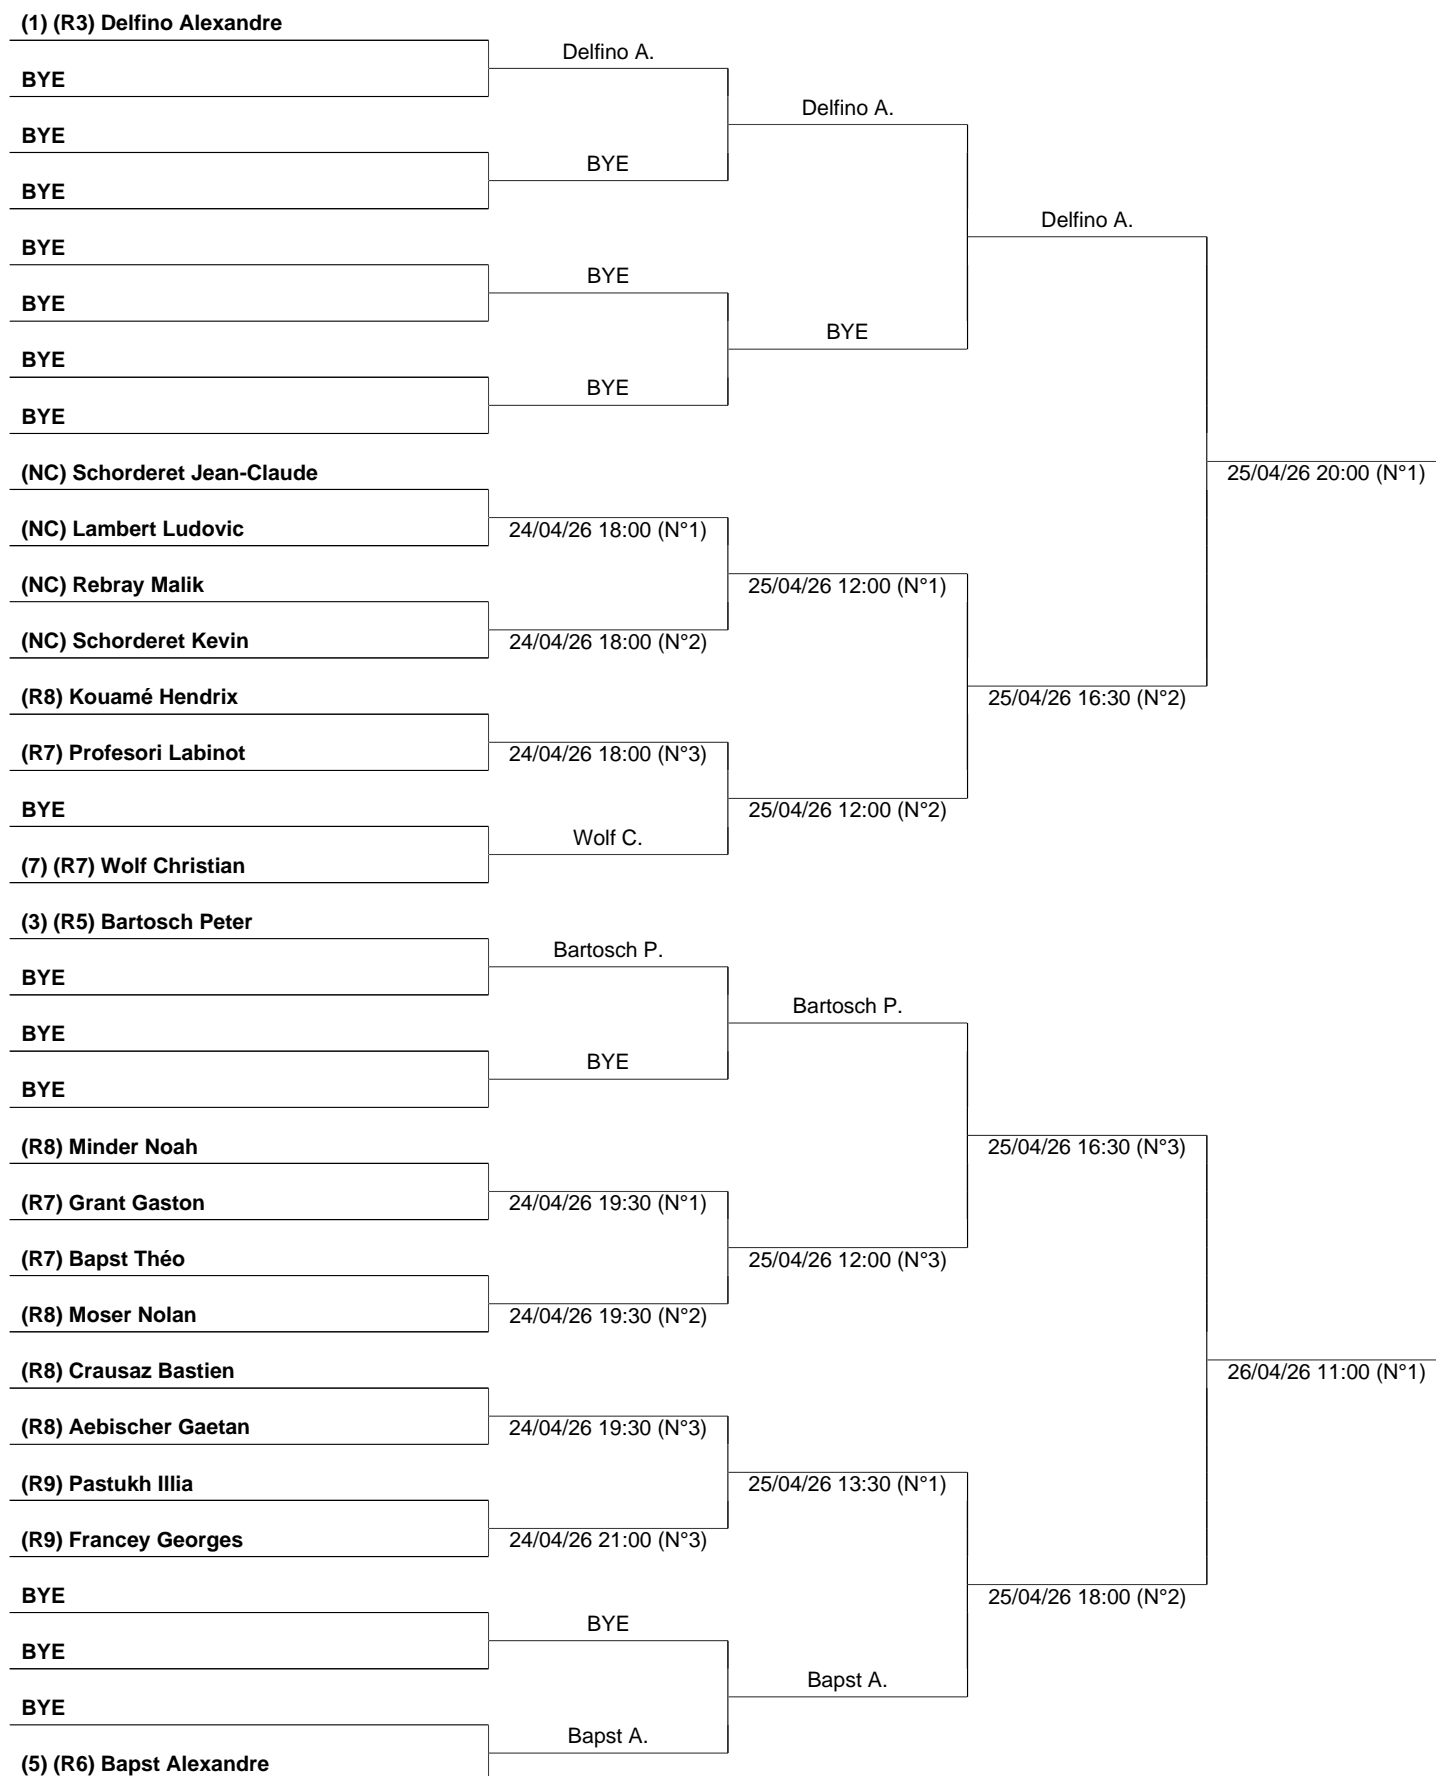 (1) (R3) Delfino Alexandre
Delfino A.
BYE
Delfino A.
BYE
BYE
BYE
Delfino A.
BYE
BYE
BYE
BYE
BYE
BYE
BYE
(NC) Schorderet Jean-Claude
25/04/26 20:00 (N°1)
(NC) Lambert Ludovic
24/04/26 18:00 (N°1)
(NC) Rebray Malik
25/04/26 12:00 (N°1)
(NC) Schorderet Kevin
24/04/26 18:00 (N°2)
(R8) Kouamé Hendrix
25/04/26 16:30 (N°2)
(R7) Profesori Labinot
24/04/26 18:00 (N°3)
BYE
25/04/26 12:00 (N°2)
Wolf C.
(7) (R7) Wolf Christian
(3) (R5) Bartosch Peter
Bartosch P.
BYE
Bartosch P.
BYE
BYE
BYE
(R8) Minder Noah
25/04/26 16:30 (N°3)
(R7) Grant Gaston
24/04/26 19:30 (N°1)
(R7) Bapst Théo
25/04/26 12:00 (N°3)
(R8) Moser Nolan
24/04/26 19:30 (N°2)
(R8) Crausaz Bastien
26/04/26 11:00 (N°1)
(R8) Aebischer Gaetan
24/04/26 19:30 (N°3)
(R9) Pastukh Illia
25/04/26 13:30 (N°1)
(R9) Francey Georges
24/04/26 21:00 (N°3)
BYE
25/04/26 18:00 (N°2)
BYE
BYE
Bapst A.
BYE
Bapst A.
(5) (R6) Bapst Alexandre